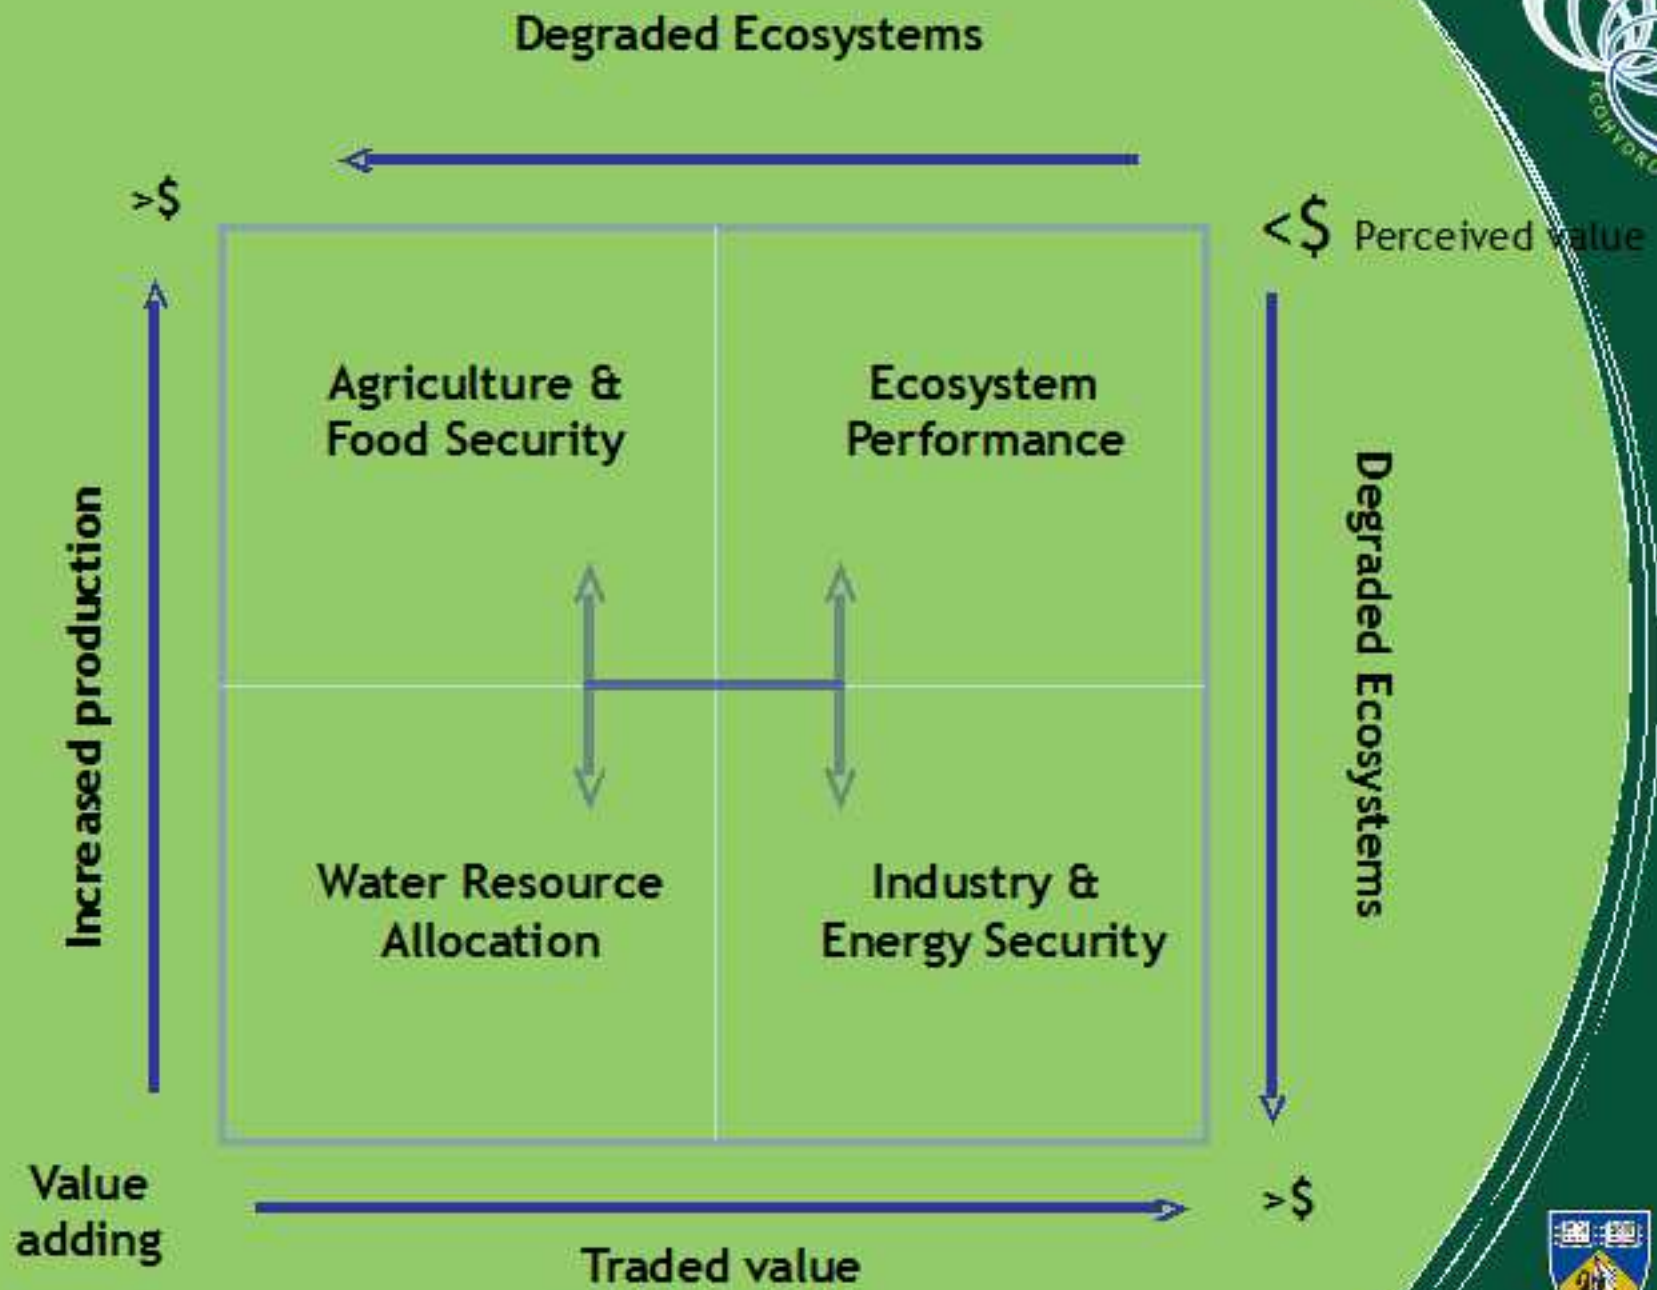 Degraded Ecosystems
>$
<$ Perceived value
Agriculture &
Food Security
Ecosystem
Performance
Increased production
Degraded Ecosystems
Water Resource
Allocation
Industry &
Energy Security
Value
adding
>$
Traded value